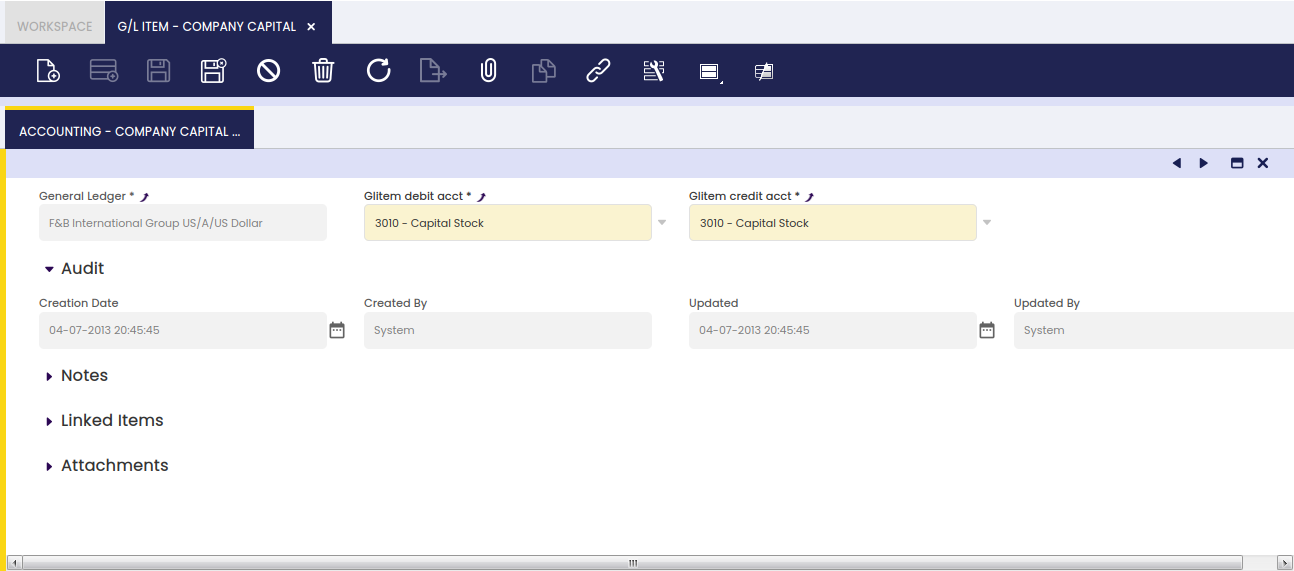 WORKSPACE
G/L ITEM - COMPANY CAPITAL
ACCOUNTING - COMPANY CAPITAL ...
General Ledger * Glitem debit acct * Glitem credit acct *
F&B International Group US/A/US Dollar 3010 - Capital Stock 3010 - Capital Stock
Audit
Creation Date Created By Updated Updated By
04-07-2013 20:45:45 System 04-07-2013 20:45:45 System
Notes
Linked Items
Attachments